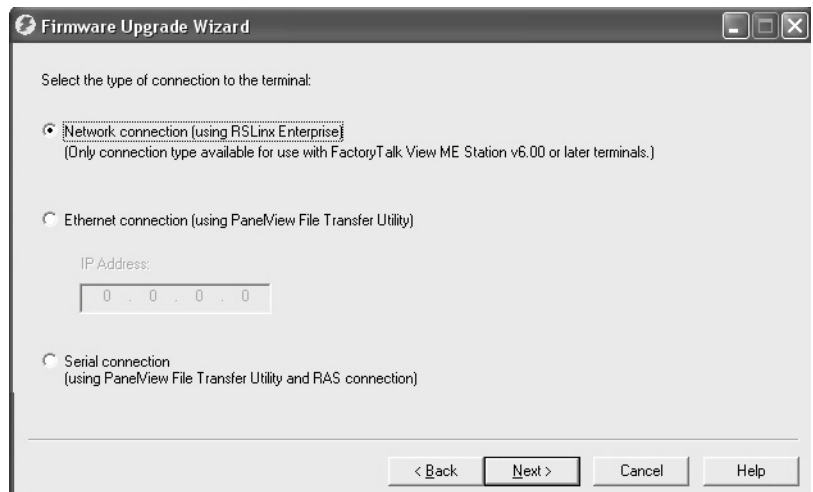 Firmware Upgrade Wizard
Select the type of connection to the terminal:
Network connection (using RSLinx Enterprise)
(Only connection type available for use with FactoryTalk View ME Station v6.00 or later terminals.)
Ethernet connection (using PanelView File Transfer Utility)
IP Address:
0 . 0 . 0 . 0
Serial connection
(using PanelView File Transfer Utility and RAS connection)
< Back Next > Cancel Help